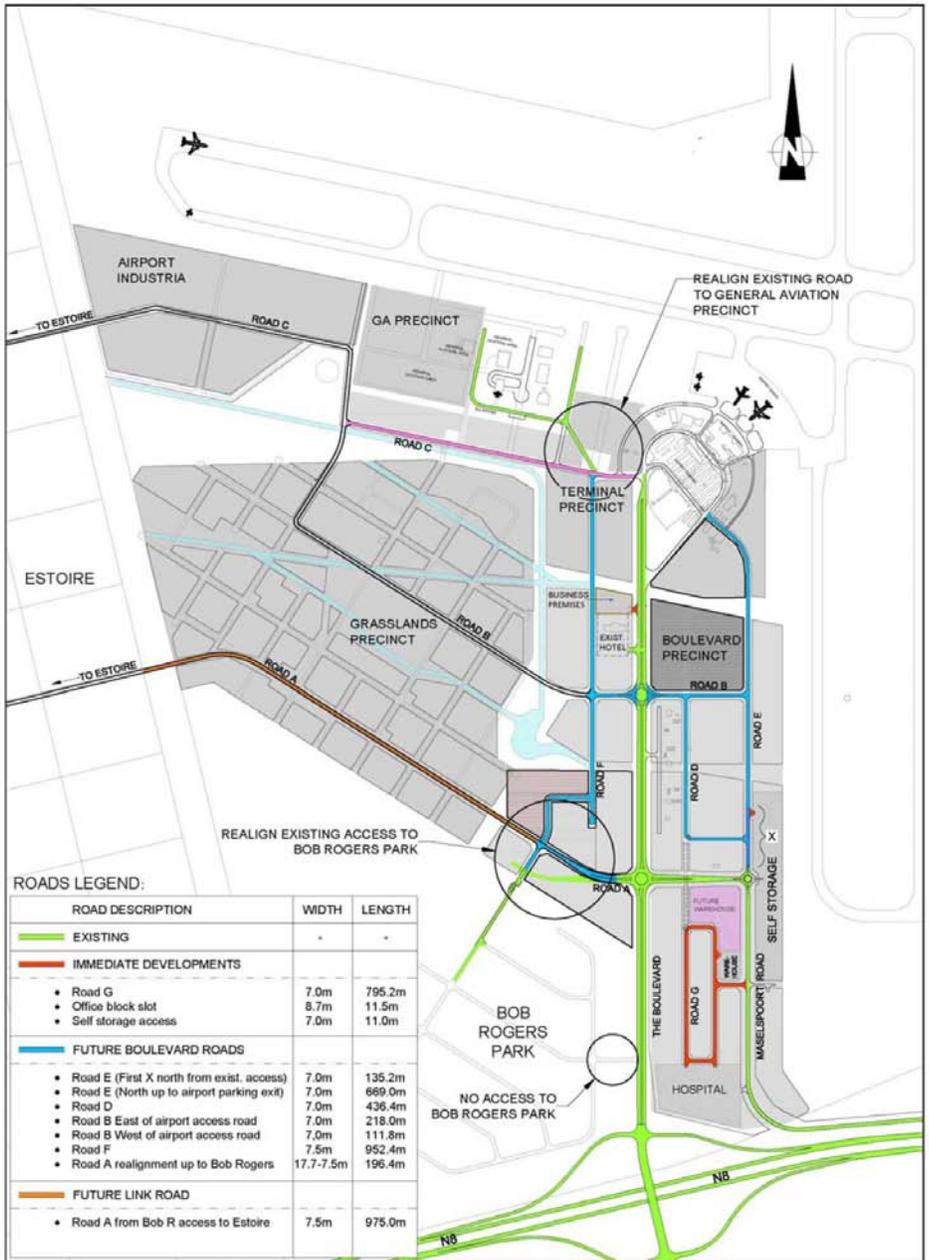 N
AIRPORT
INDUSTRIA
REALIGN EXISTING ROAD
TO GENERAL AVIATION
PRECINCT
TO ESTOIRE
ROAD C
GA PRECINCT
ROAD C
TERMINAL
PRECINCT
ESTOIRE
BUSINESS
PREMISES
GRASSLANDS
PRECINCT
ROAD B
EXIST.
HOTEL
BOULEVARD
PRECINCT
ROAD B
TO ESTOIRE
ROAD A
ROAD E
ROAD F
ROAD D
REALIGN EXISTING ACCESS TO
BOB ROGERS PARK
X
SELF STORAGE
ROAD A
FUTURE
WAREHOUSE
WARE-
HOUSE
THE BOULEVARD
ROAD G
MASELSPOORT ROAD
BOB
ROGERS
PARK
HOSPITAL
NO ACCESS TO
BOB ROGERS PARK
N8
N8
ROADS LEGEND:
ROAD DESCRIPTION WIDTH LENGTH
EXISTING - -
IMMEDIATE DEVELOPMENTS
• Road G 7.0m 795.2m
• Office block slot 8.7m 11.5m
• Self storage access 7.0m 11.0m
FUTURE BOULEVARD ROADS
• Road E (First X north from exist. access) 7.0m 135.2m
• Road E (North up to airport parking exit) 7.0m 669.0m
• Road D 7.0m 436.4m
• Road B East of airport access road 7.0m 218.0m
• Road B West of airport access road 7.0m 111.8m
• Road F 7.5m 952.4m
• Road A realignment up to Bob Rogers 17.7-7.5m 196.4m
FUTURE LINK ROAD
• Road A from Bob R access to Estoire 7.5m 975.0m